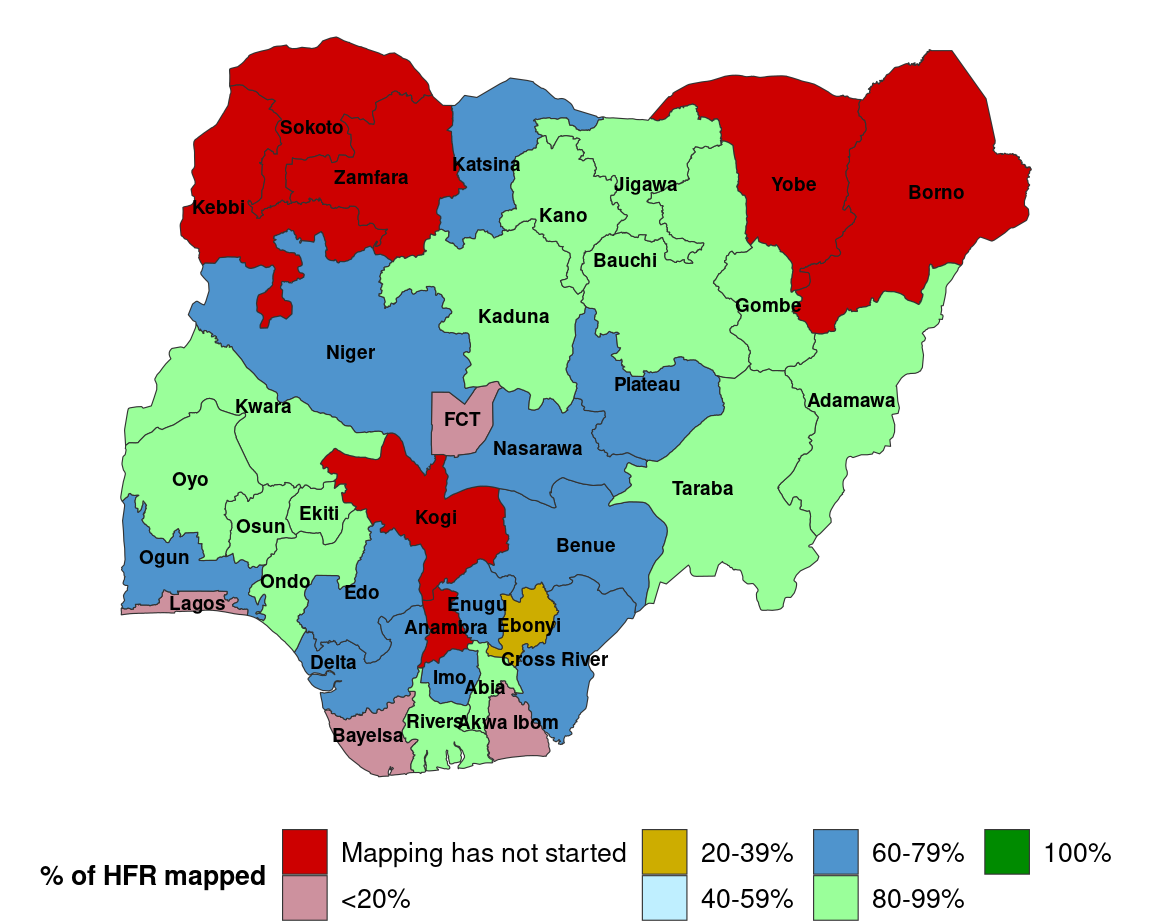 Sokoto
Zamfara
Kebbi
Katsina
Jigawa
Kano
Yobe
Borno
Bauchi
Gombe
Kaduna
Niger
Plateau
Adamawa
Kwara
FCT
Nasarawa
Oyo
Taraba
Osun
Ekiti
Kogi
Ogun
Benue
Ondo
Edo
Lagos
Enugu
Anambra
Ebonyi
Delta
Cross River
Imo
Abia
Bayelsa
Rivers
Akwa Ibom
% of HFR mapped
Mapping has not started
<20%
20-39%
40-59%
60-79%
80-99%
100%